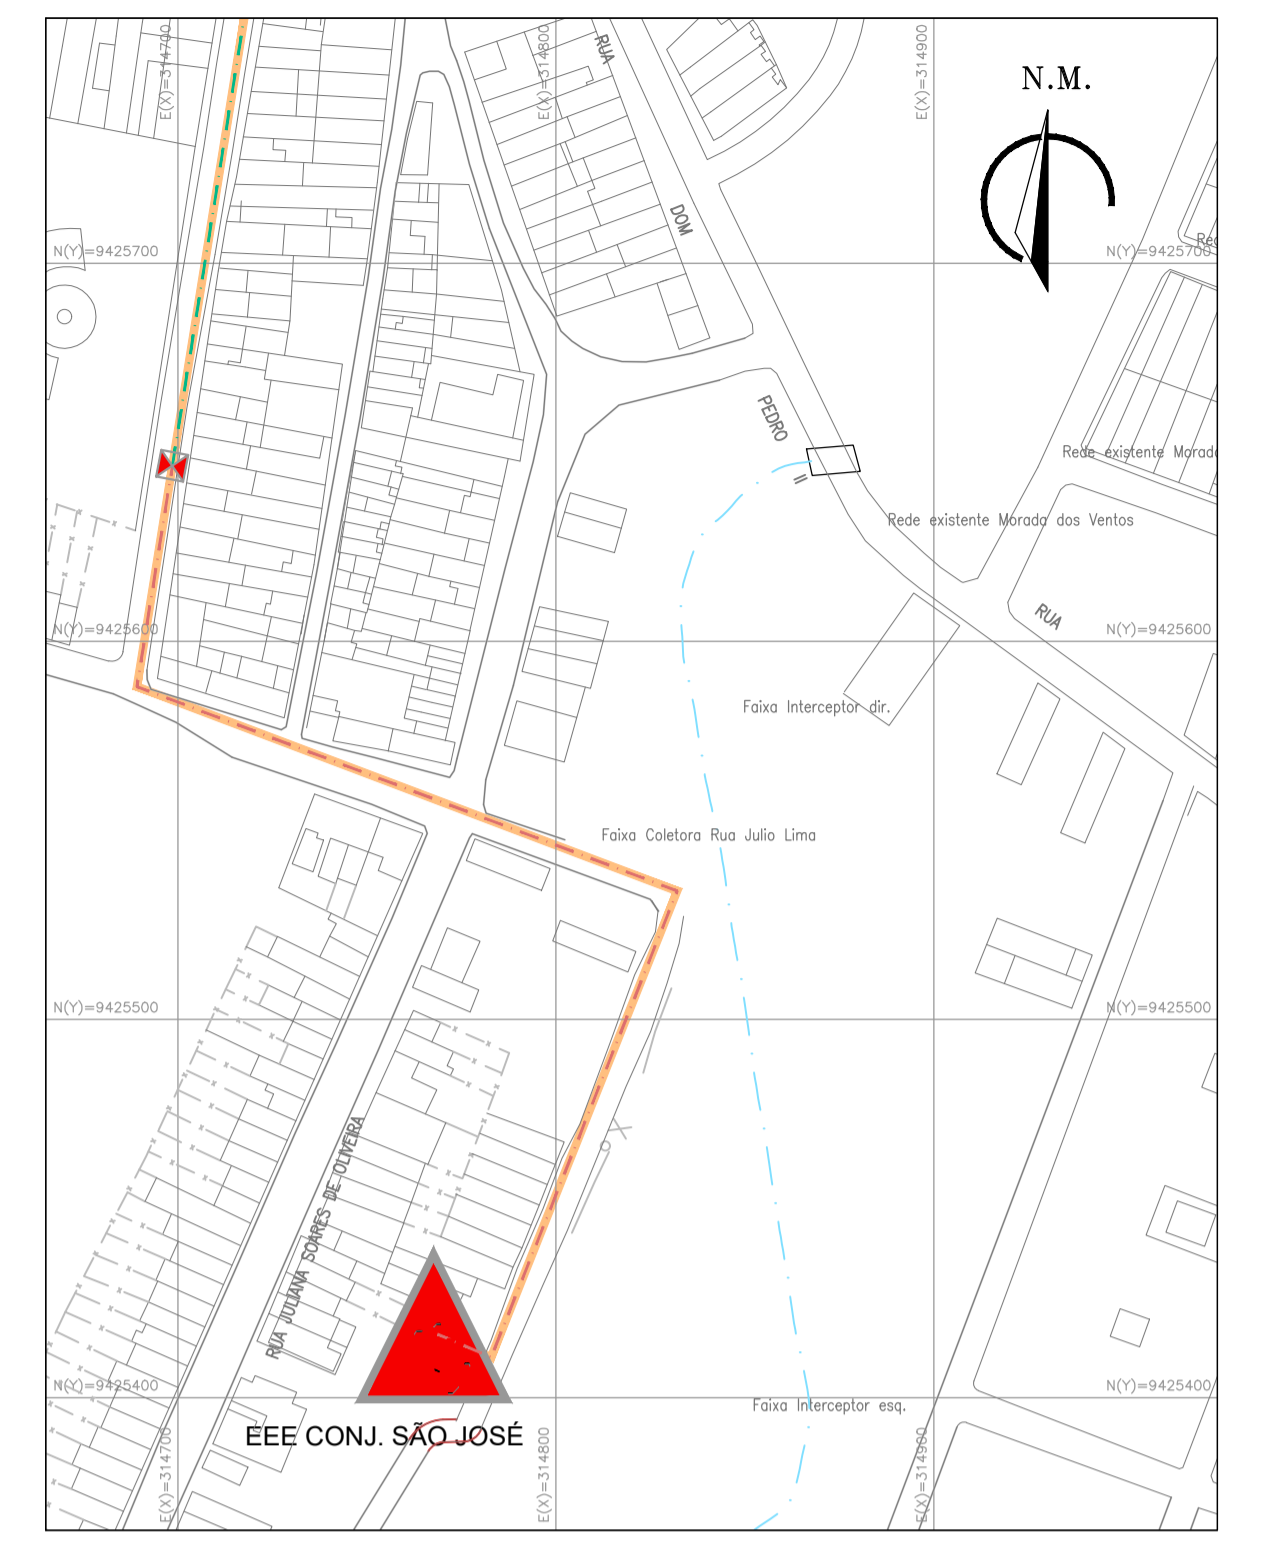 E(X)=314700
E(X)=314800
E(X)=314900
RUA
N.M.
DOM
N(Y)=9425700
N(Y)=9425700
PEDRO
II
Rede existente Morada dos Ventos
N(Y)=9425600
N(Y)=9425600
RUA
Faixa Interceptor dir.
Faixa Coletora Rua Julio Lima
N(Y)=9425500
N(Y)=9425500
RUA JULIANA SOARES DE OLIVEIRA
N(Y)=9425400
N(Y)=9425400
Faixa Interceptor esq.
EEE CONJ. SÃO JOSÉ
E(X)=314700
E(X)=314800
E(X)=314900
Rede existente Morada